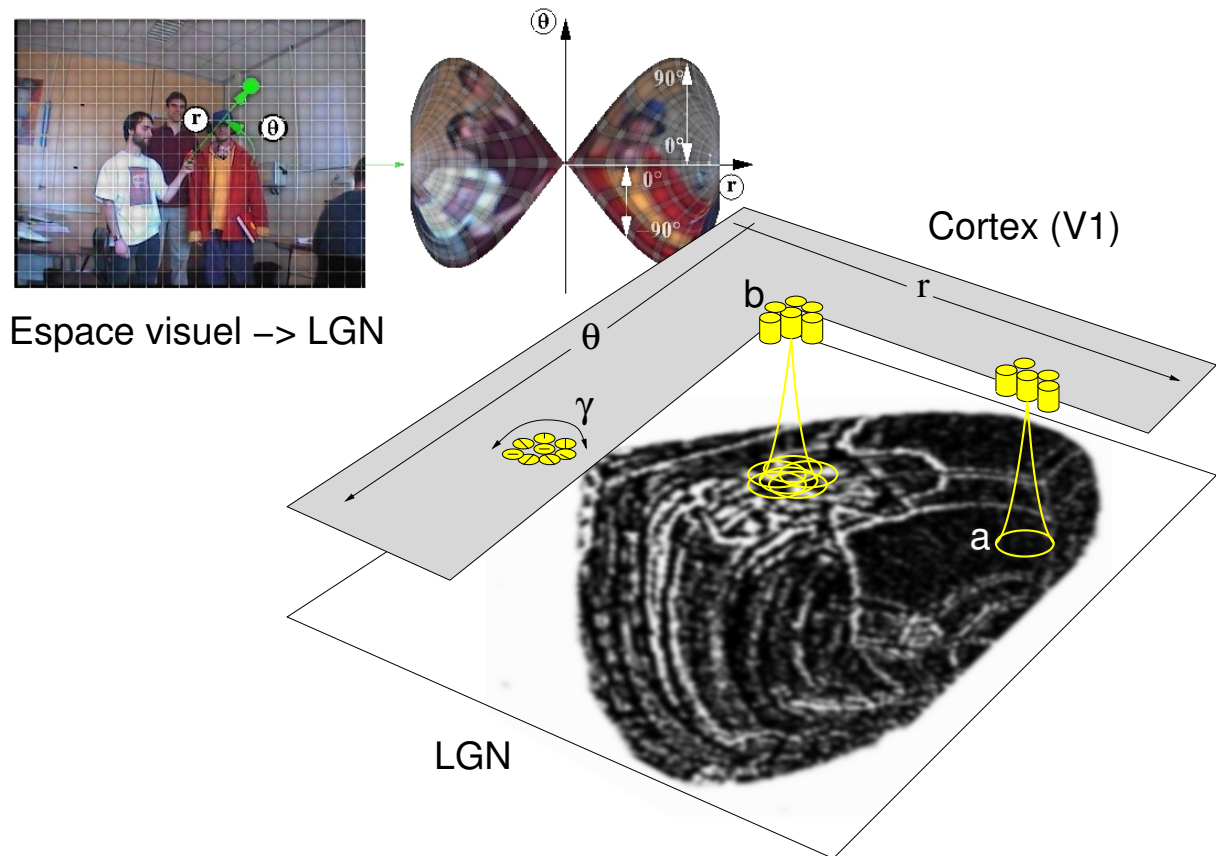 r
θ
θ
90°
0°
0°
−90°
r
Espace visuel −> LGN
Cortex (V1)
b
r
θ
γ
a
LGN